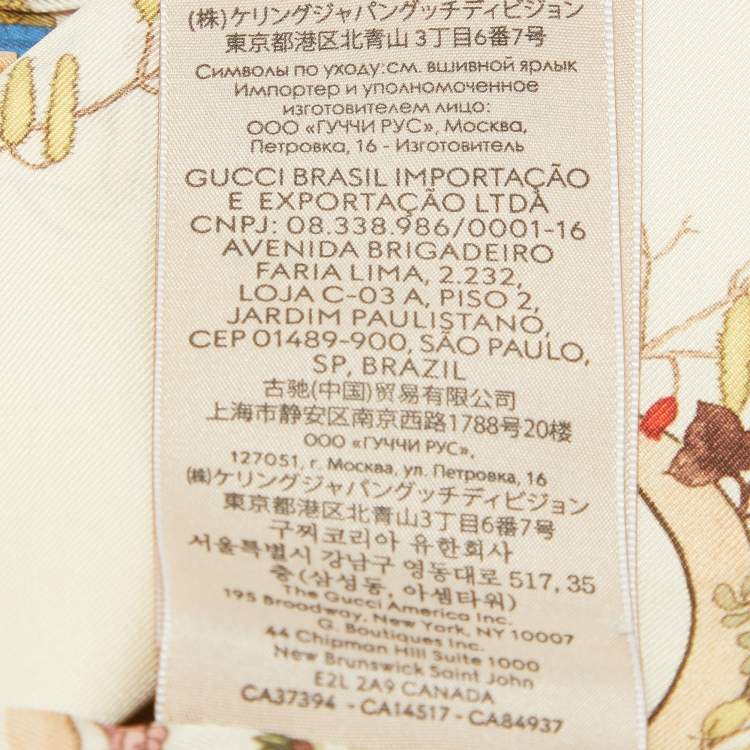 (株)ケリングジャパングッチディビジョン
東京都港区北青山 3丁目6番7号
Символы по уходу:см. вшивной ярлык
Импортер и уполномоченное
изготовителем лицо:
ООО «ГУЧЧИ РУС», Москва,
Петровка, 16 - Изготовитель
GUCCI BRASIL IMPORTAÇÃO
E EXPORTAÇÃO LTDA
CNPJ: 08.338.986/0001-16
AVENIDA BRIGADEIRO
FARIA LIMA, 2.232,
LOJA C-03 A, PISO 2,
JARDIM PAULISTANO,
CEP 01489-900, SÃO PAULO,
SP, BRAZIL
古驰(中国)贸易有限公司
上海市静安区南京西路1788号20楼
ООО «ГУЧЧИ РУС»,
127051, г. Москва, ул. Петровка, 16
(株)ケリングジャパングッチディビジョン
東京都港区北青山3丁目6番7号
구찌코리아 유한회사
서울특별시 강남구 영동대로 517, 35
층(삼성동, 아셈타워)
The Gucci America Inc.
195 Broadway, New York, NY 10007
G. Boutiques Inc.
44 Chipman Hill Suite 1000
New Brunswick Saint John
E2L 2A9 CANADA
CA37394 - CA14517 - CA84937